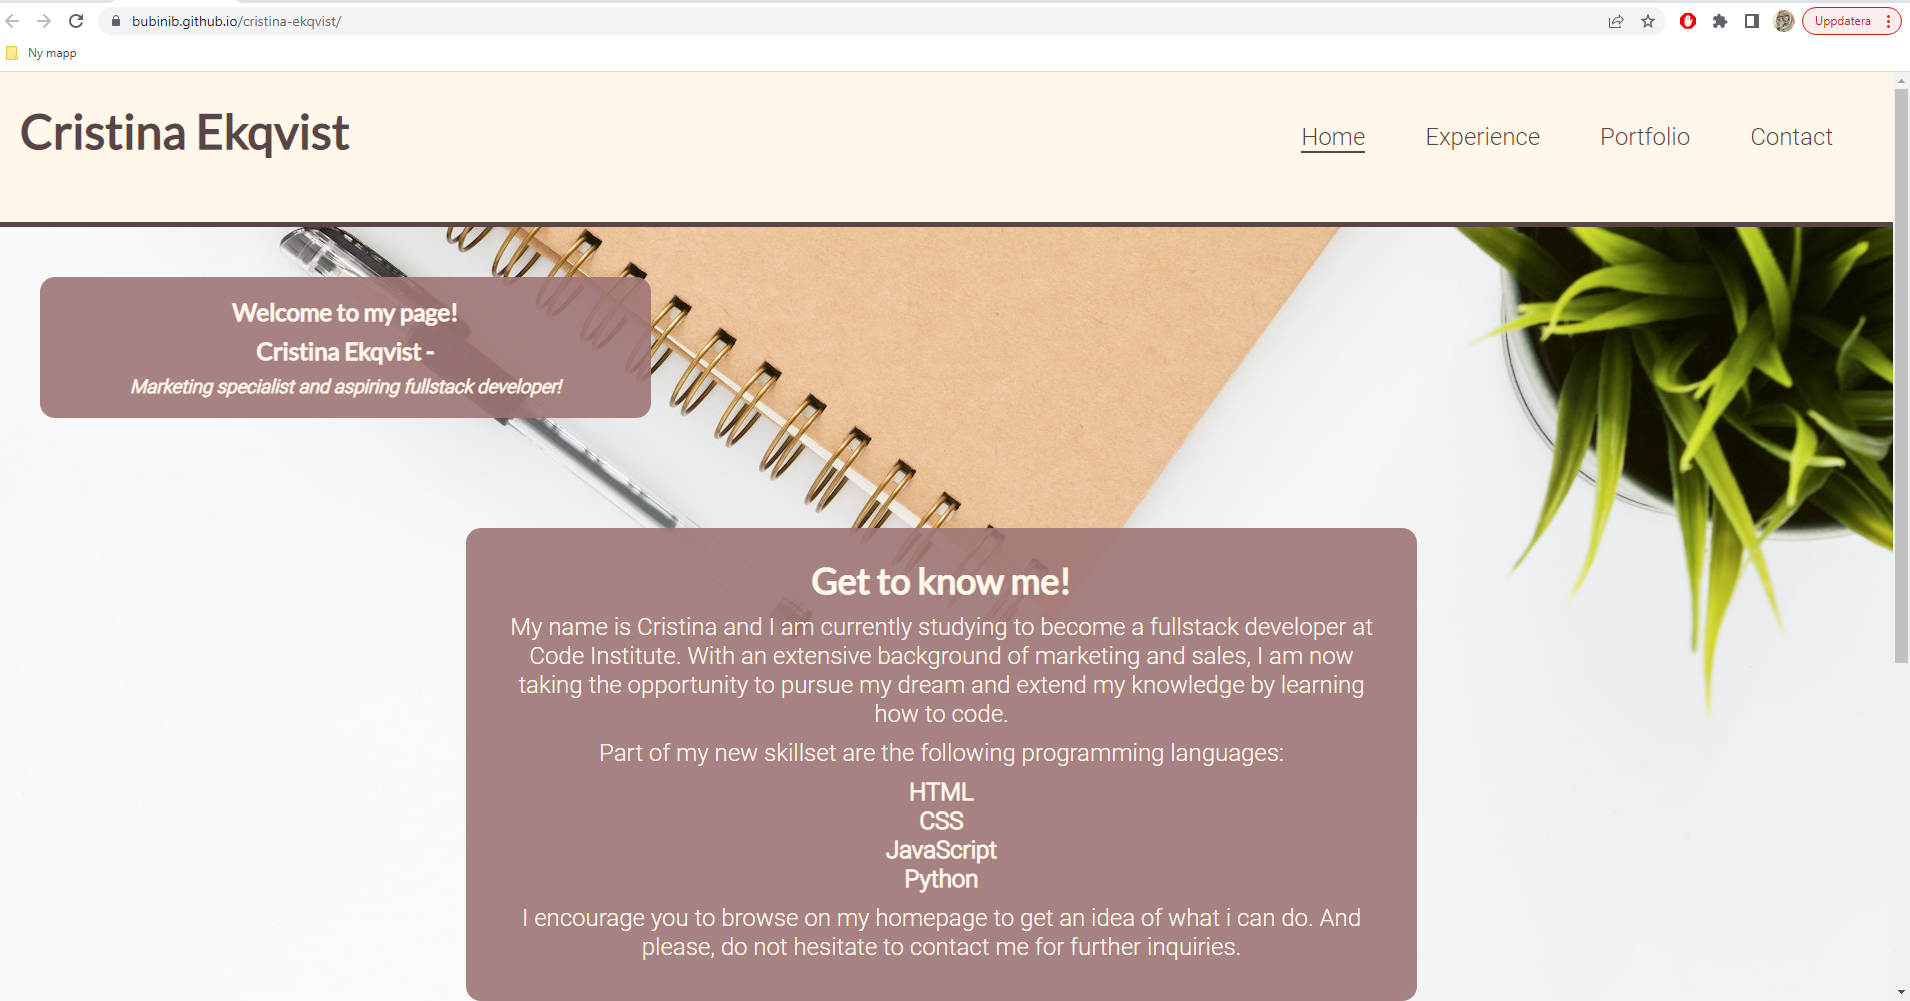 bubinib.github.io/cristina-ekqvist/
Uppdatera
Ny mapp
Cristina Ekqvist
Home Experience Portfolio Contact
Welcome to my page!
Cristina Ekqvist -
Marketing specialist and aspiring fullstack developer!
Get to know me!
My name is Cristina and I am currently studying to become a fullstack developer at
Code Institute. With an extensive background of marketing and sales, I am now
taking the opportunity to pursue my dream and extend my knowledge by learning
how to code.
Part of my new skillset are the following programming languages:
HTML
CSS
JavaScript
Python
I encourage you to browse on my homepage to get an idea of what i can do. And
please, do not hesitate to contact me for further inquiries.